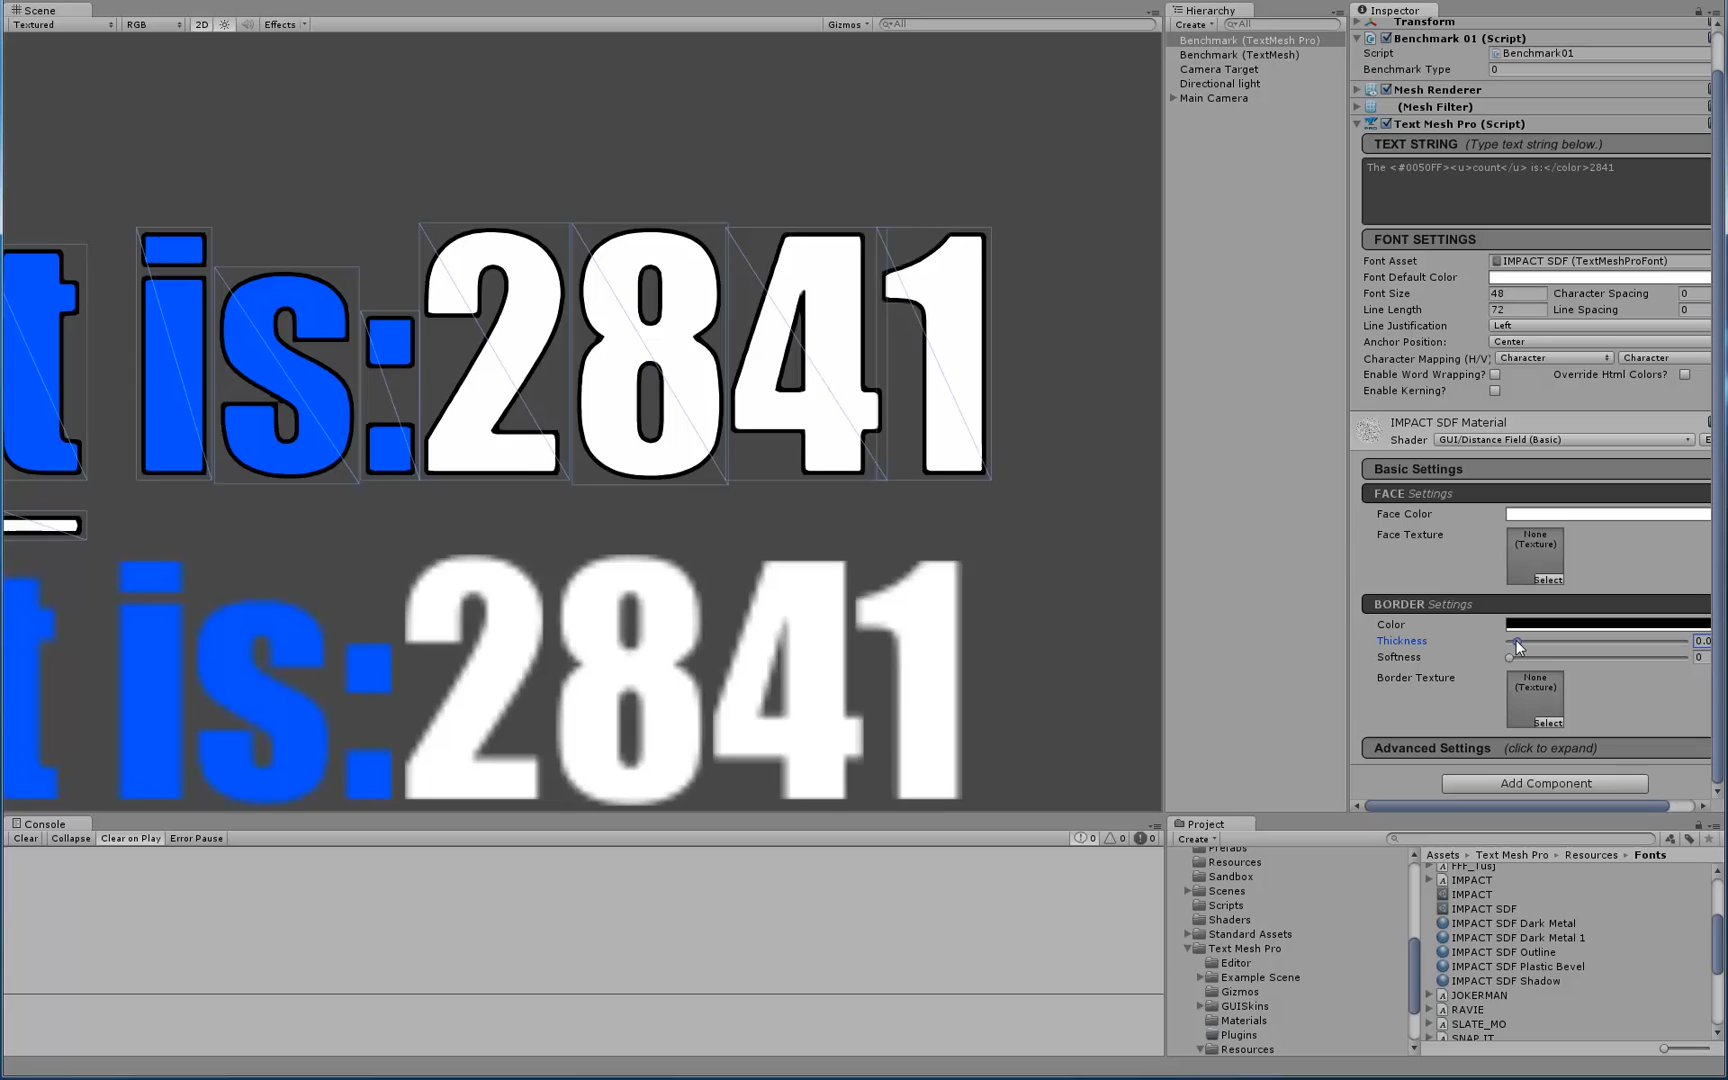 Scene
Textured
RGB
2D
Effects
Gizmos
All
t is:2841
t is:2841
Hierarchy
Create
All
Benchmark (TextMesh Pro)
Benchmark (TextMesh)
Camera Target
Directional light
Main Camera
Inspector
Transform
Benchmark 01 (Script)
Script
Benchmark01
Benchmark Type
0
Mesh Renderer
(Mesh Filter)
Text Mesh Pro (Script)
TEXT STRING (Type text string below.)
The <#0050FF><u>count</u> is:</color>2841
FONT SETTINGS
Font Asset
IMPACT SDF (TextMeshProFont)
Font Default Color
Font Size
48
Character Spacing
0
Line Length
72
Line Spacing
0
Line Justification
Left
Anchor Position:
Center
Character Mapping (H/V)
Character
Character
Enable Word Wrapping?
Override Html Colors?
Enable Kerning?
IMPACT SDF Material
Shader
GUI/Distance Field (Basic)
Basic Settings
FACE Settings
Face Color
Face Texture
None
(Texture)
Select
BORDER Settings
Color
Thickness
0.0
Softness
0
Border Texture
None
(Texture)
Select
Advanced Settings (click to expand)
Add Component
Console
Clear
Collapse
Clear on Play
Error Pause
0
0
0
Project
Create
Prefabs
Resources
Sandbox
Scenes
Scripts
Shaders
Standard Assets
Text Mesh Pro
Editor
Example Scene
Gizmos
GUISkins
Materials
Plugins
Resources
Assets
Text Mesh Pro
Resources
Fonts
FFF_Tusj
IMPACT
IMPACT
IMPACT SDF
IMPACT SDF Dark Metal
IMPACT SDF Dark Metal 1
IMPACT SDF Outline
IMPACT SDF Plastic Bevel
IMPACT SDF Shadow
JOKERMAN
RAVIE
SLATE_MO
SNAP IT